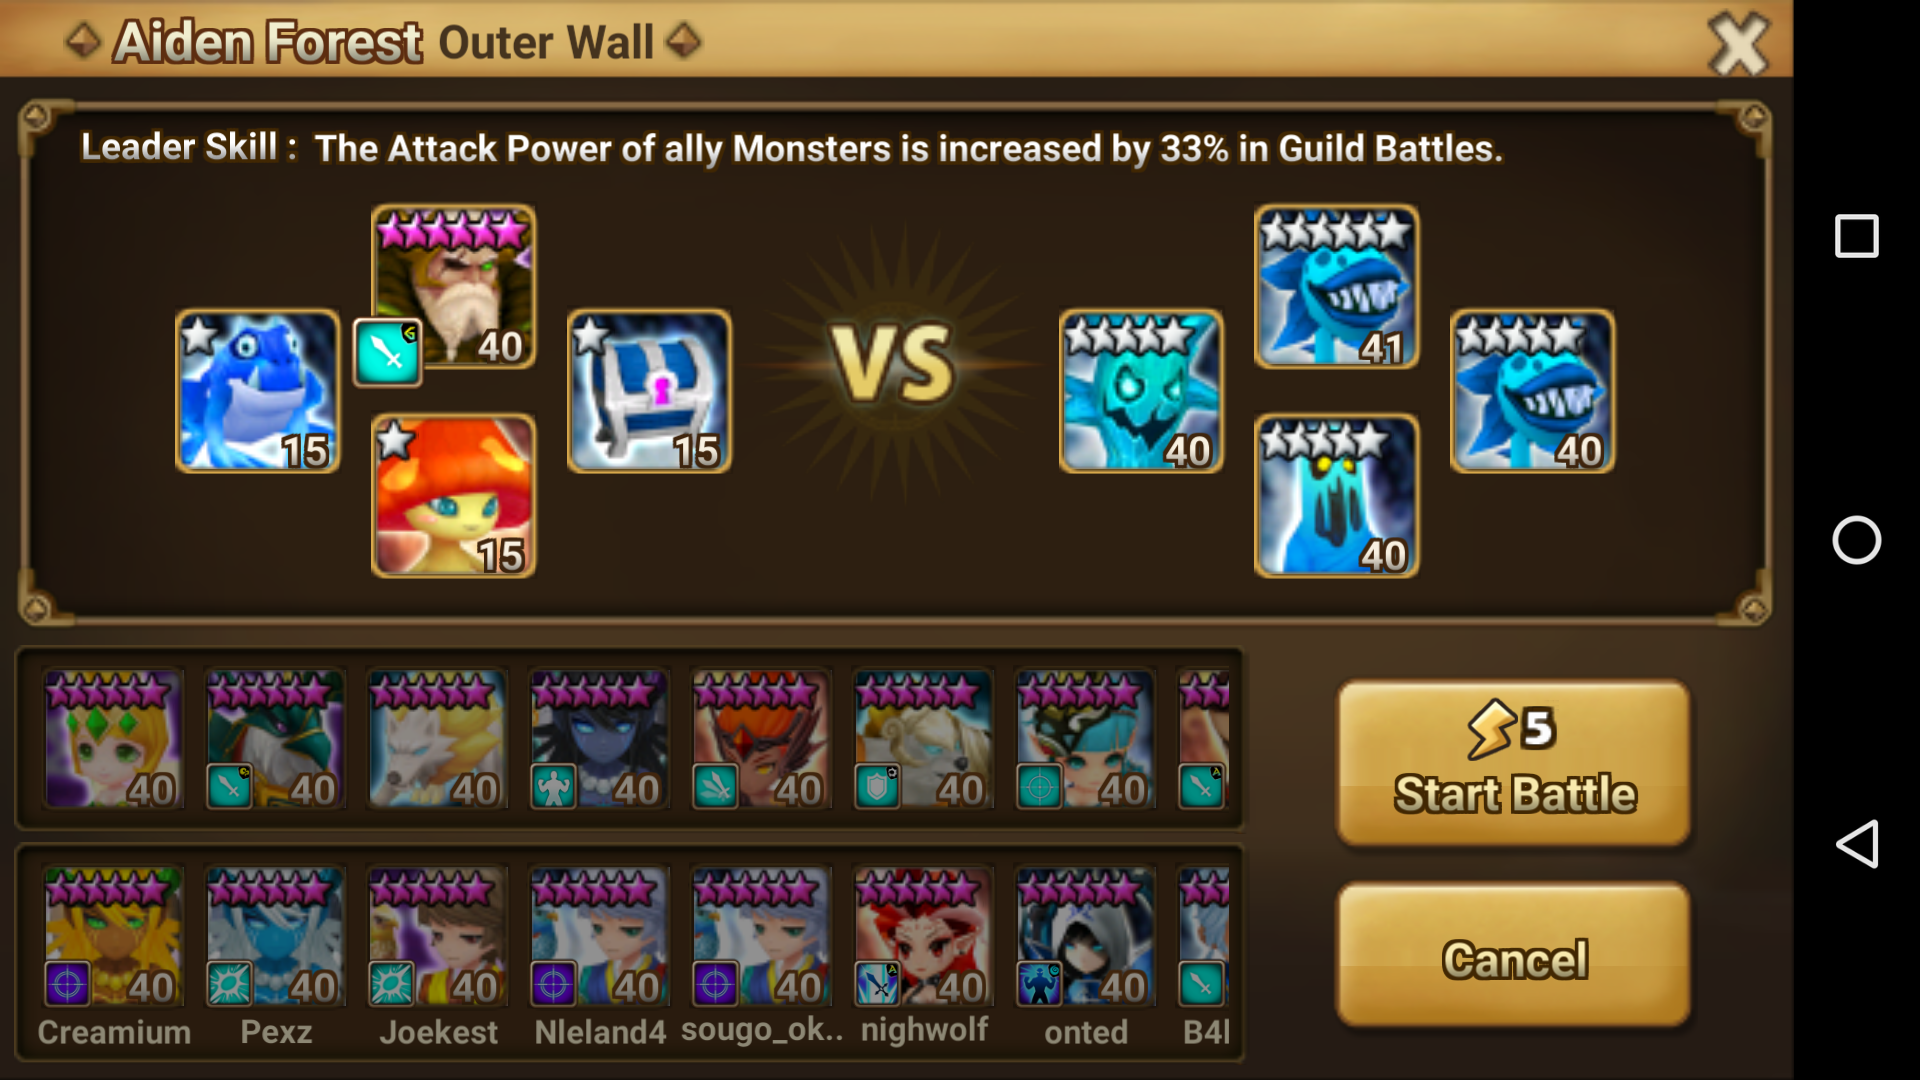 Aiden Forest Outer Wall
Leader Skill : The Attack Power of ally Monsters is increased by 33% in Guild Battles.
40
15
15
15
VS
41
40
40
40
40
40
40
40
40
40
40
5
Start Battle
40
40
40
40
40
40
40
Creamium
Pexz
Joekest
Nleland4
sougo_ok..
nighwolf
onted
Cancel